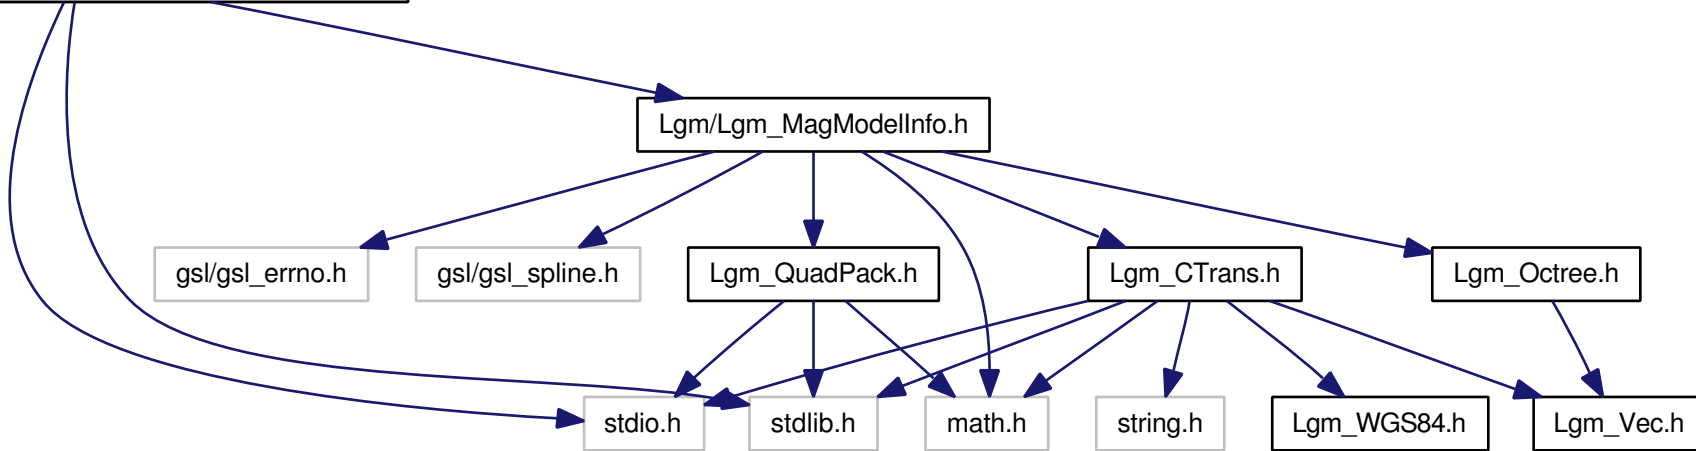 Lgm/Lgm_MagModelInfo.h
gsl/gsl_errno.h
gsl/gsl_spline.h
Lgm_QuadPack.h
Lgm_CTrans.h
Lgm_Octree.h
stdio.h
stdlib.h
math.h
string.h
Lgm_WGS84.h
Lgm_Vec.h